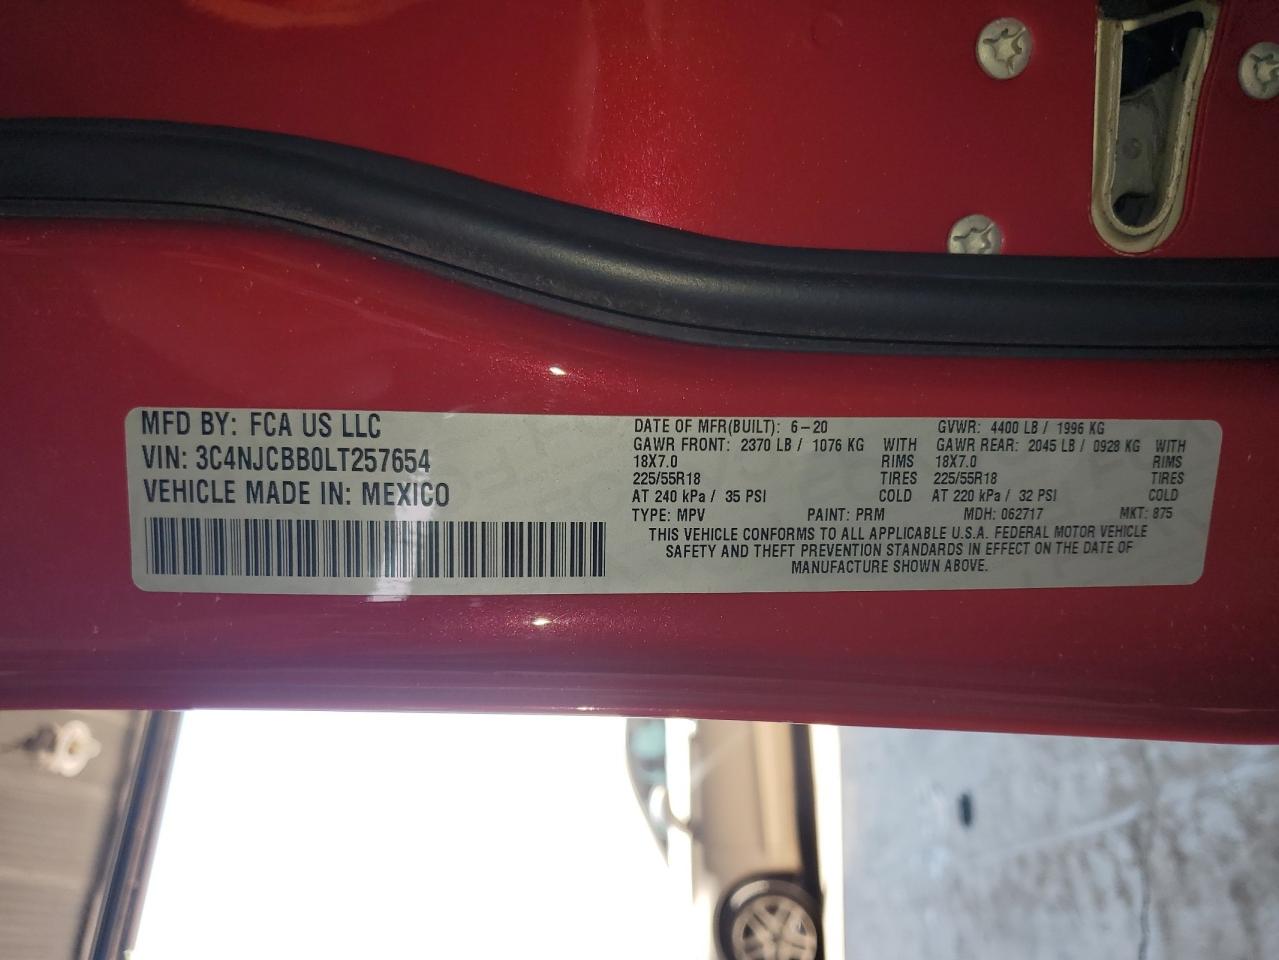 MFD BY: FCA US LLC
VIN: 3C4NJCBB0LT257654
VEHICLE MADE IN: MEXICO
DATE OF MFR(BUILT): 6-20 GVWR: 4400 LB / 1996 KG
GAWR FRONT: 2370 LB / 1076 KG WITH GAWR REAR: 2045 LB / 0928 KG WITH
18X7.0 RIMS 18X7.0 RIMS
225/55R18 TIRES 225/55R18 TIRES
AT 240 kPa / 35 PSI COLD AT 220 kPa / 32 PSI COLD
TYPE: MPV PAINT: PRM MDH: 062717 MKT: 875
THIS VEHICLE CONFORMS TO ALL APPLICABLE U.S.A. FEDERAL MOTOR VEHICLE
SAFETY AND THEFT PREVENTION STANDARDS IN EFFECT ON THE DATE OF
MANUFACTURE SHOWN ABOVE.